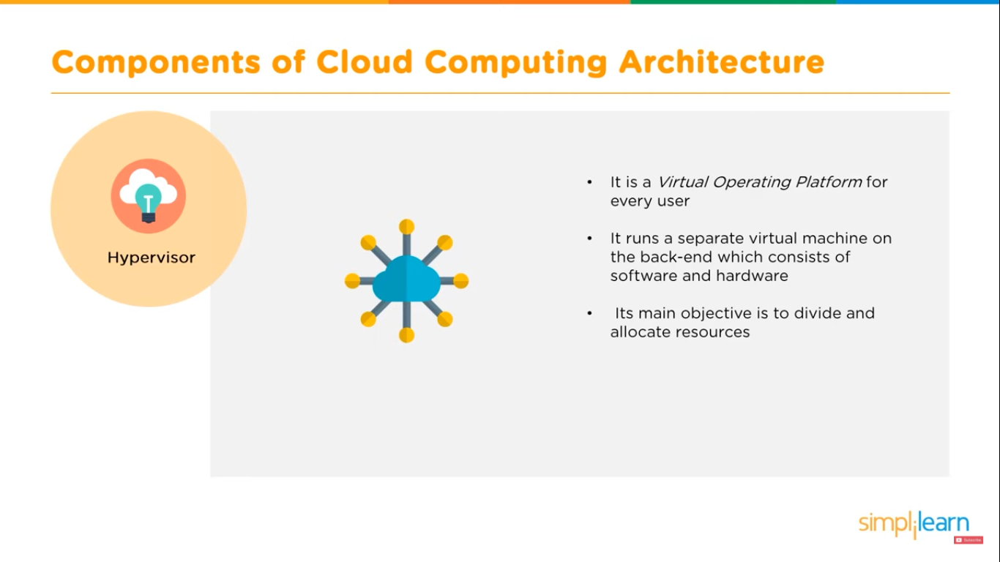 Components of Cloud Computing Architecture
Hypervisor
• It is a Virtual Operating Platform for
every user
• It runs a separate virtual machine on
the back-end which consists of
software and hardware
• Its main objective is to divide and
allocate resources
simplilearn
Subscribe